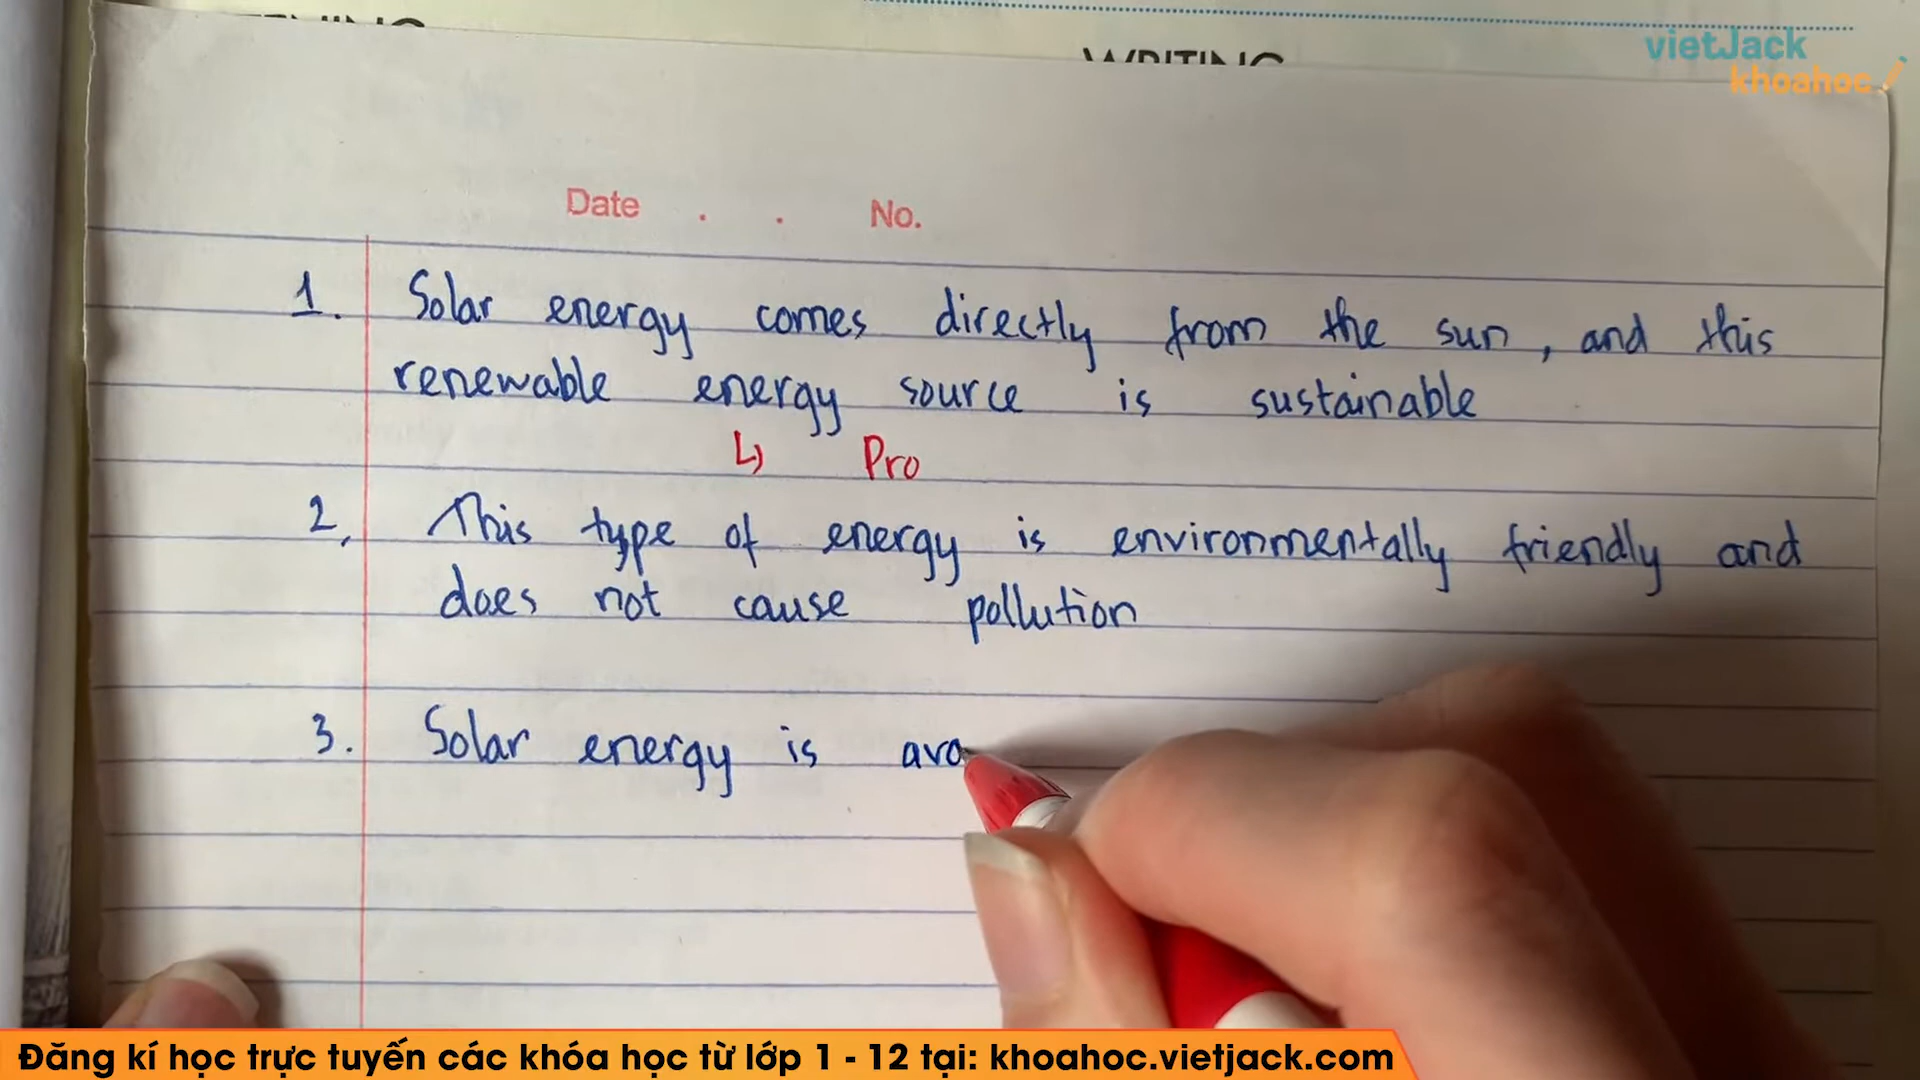 WRITING
vietJack
khoahoc
Date . . No.
1. Solar energy comes directly from the sun, and this
renewable energy source is sustainable
↳ Pro
2. This type of energy is environmentally friendly and
does not cause pollution
3. Solar energy is ava
Đăng kí học trực tuyến các khóa học từ lớp 1 - 12 tại: khoahoc.vietjack.com